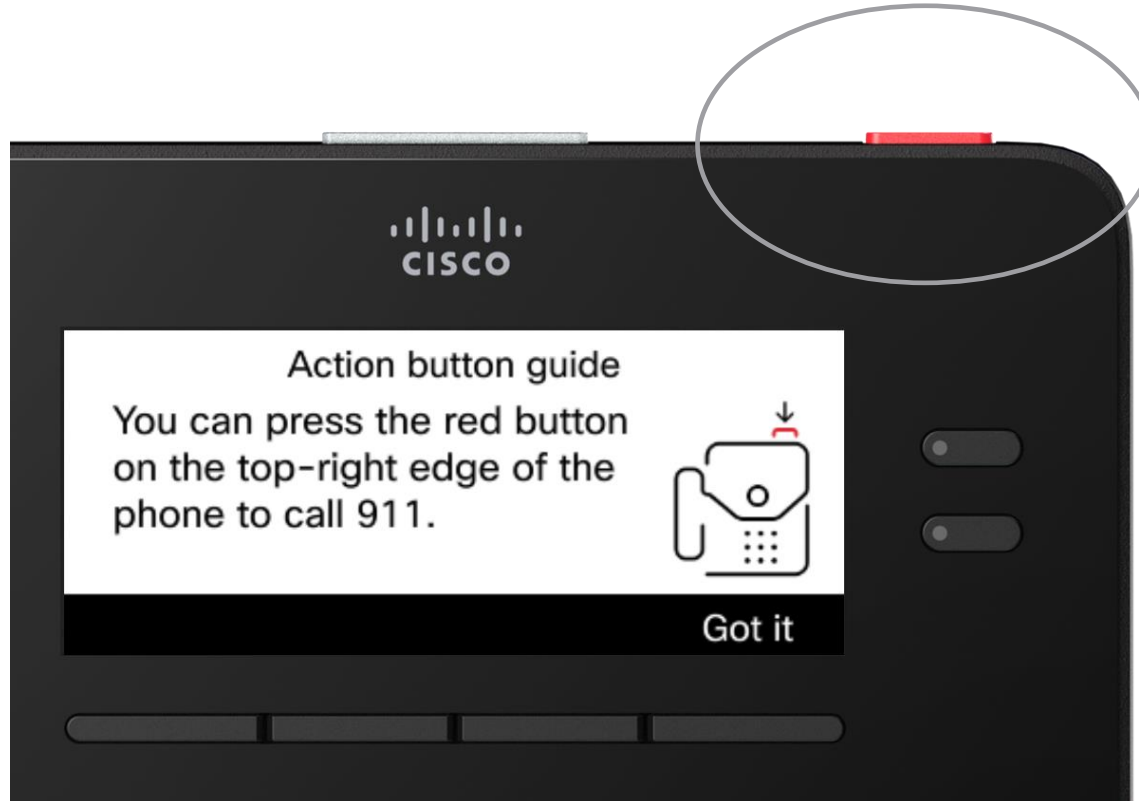 CISCO
Action button guide
You can press the red button
on the top-right edge of the
phone to call 911.
Got it